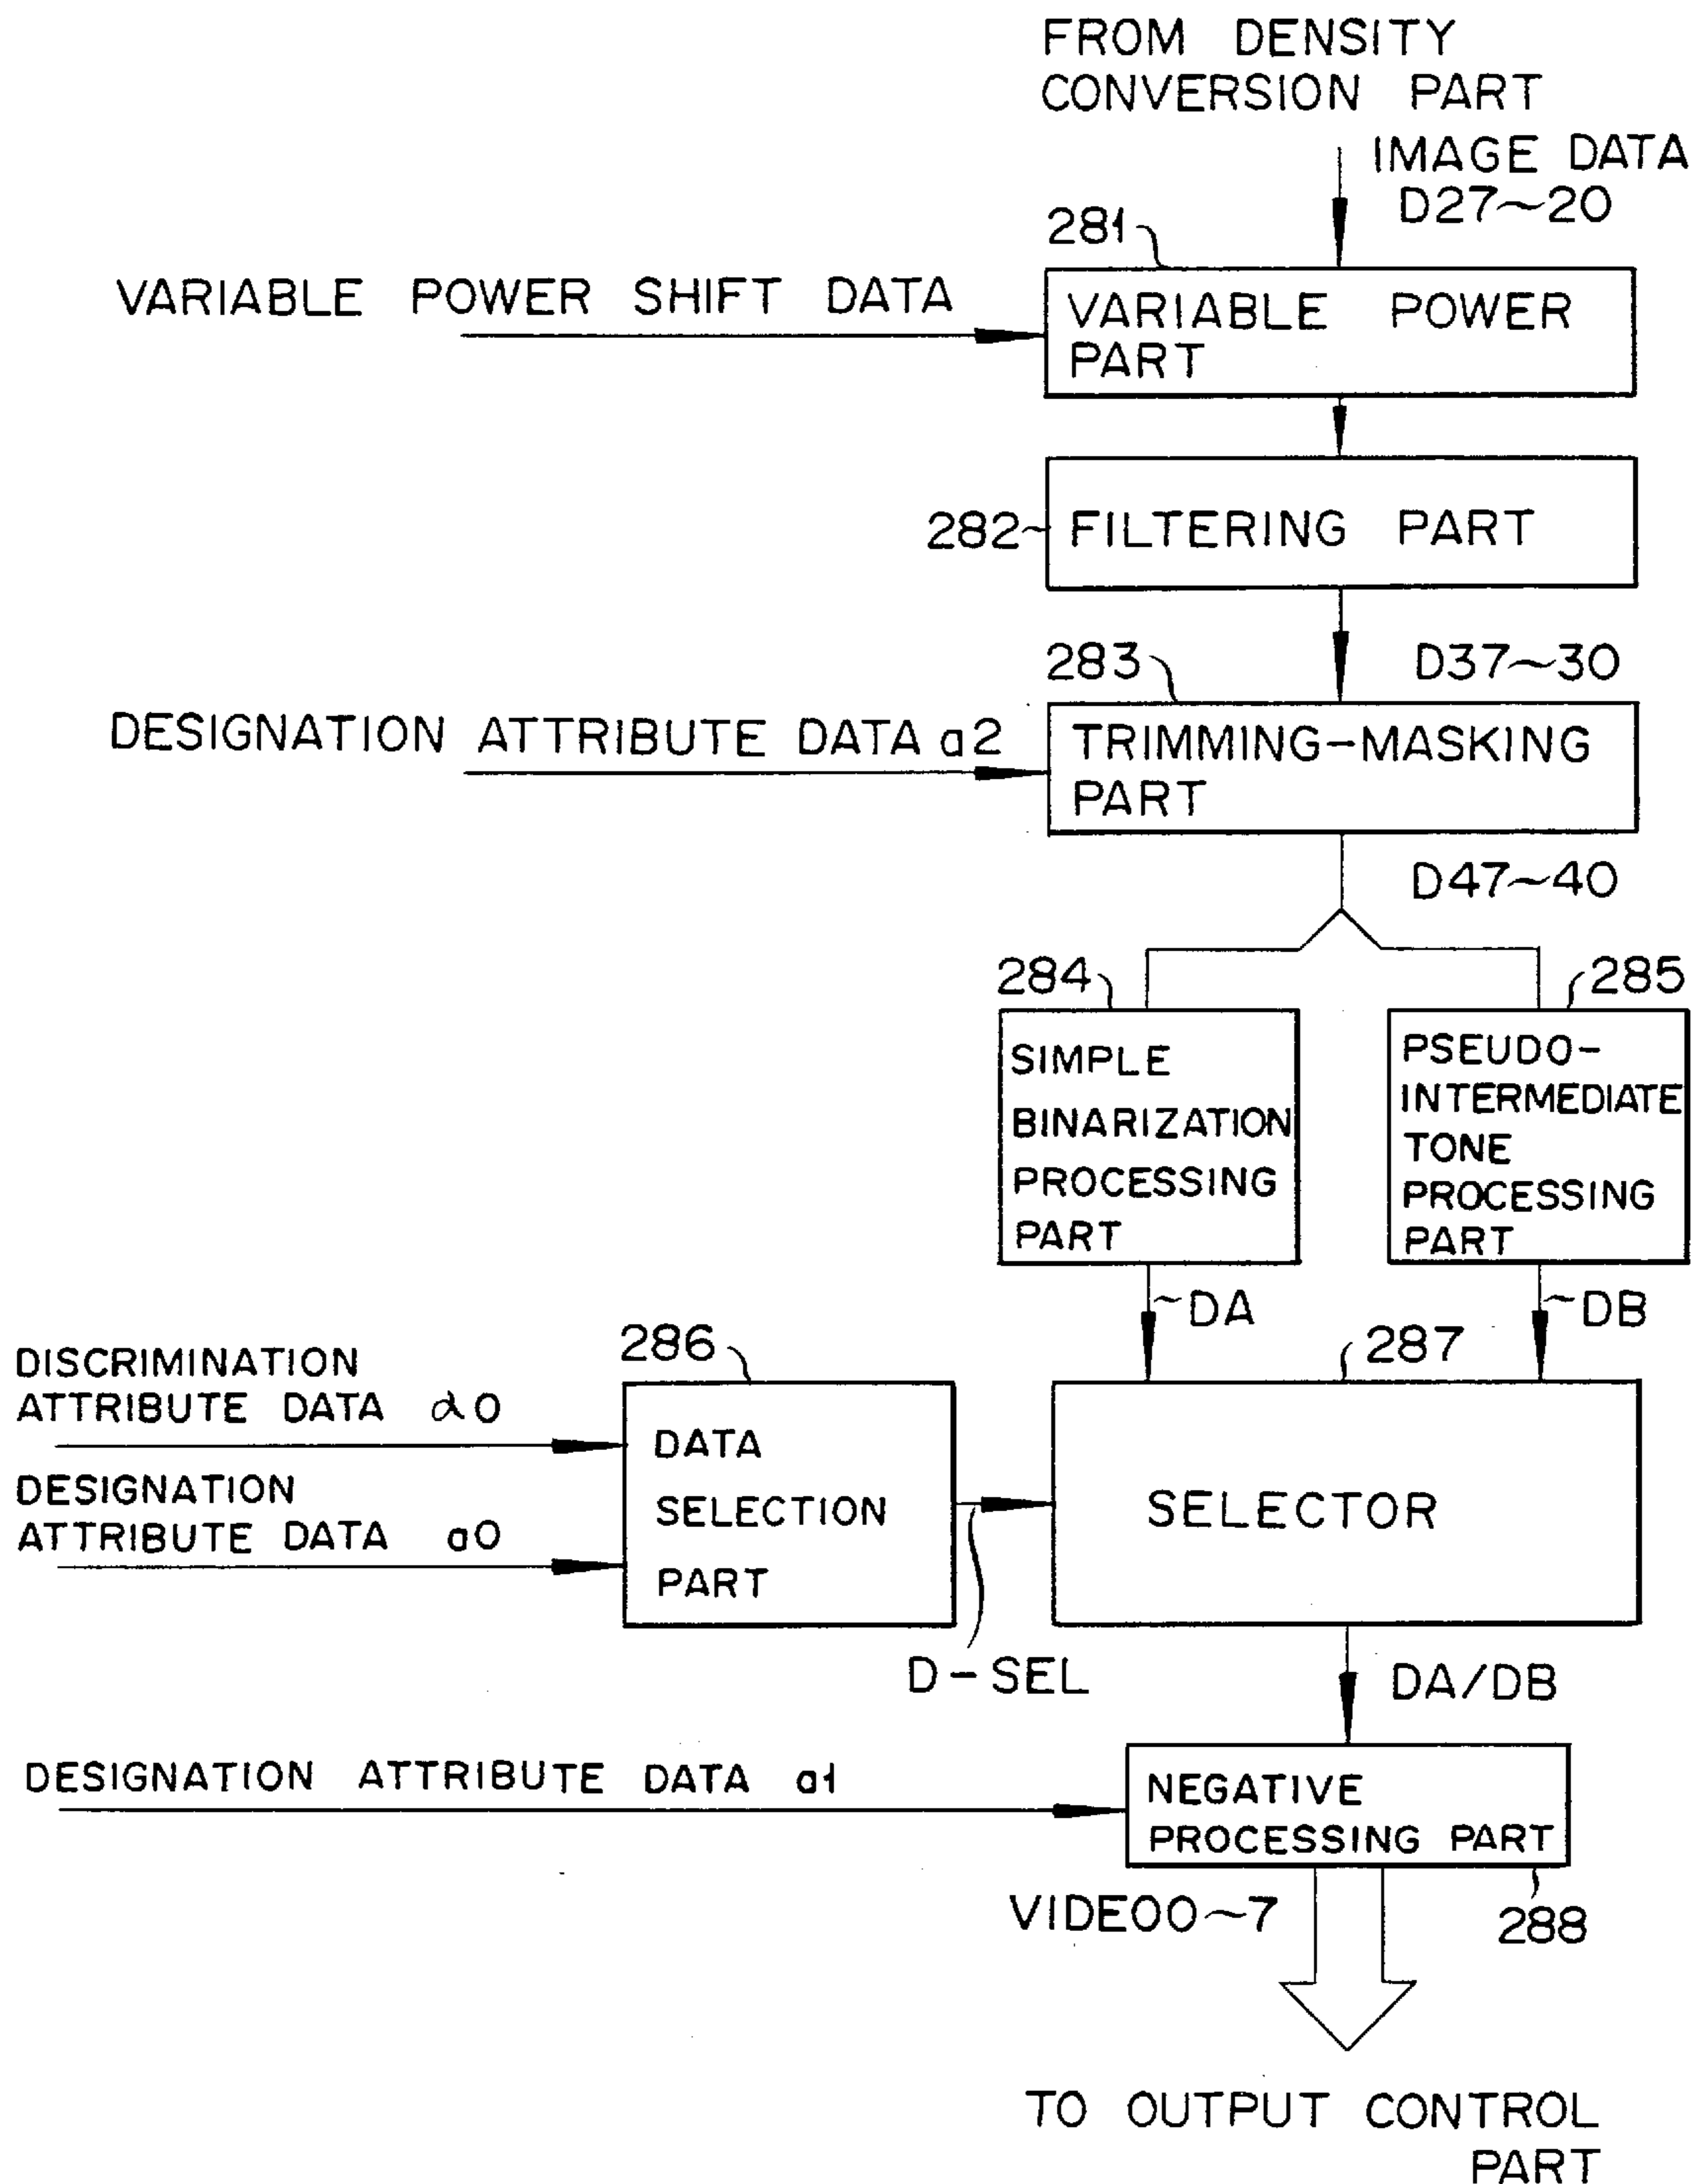 FROM DENSITY
CONVERSION PART
IMAGE DATA
D27~20
281
VARIABLE POWER SHIFT DATA
VARIABLE POWER
PART
282
FILTERING PART
283
D37~30
DESIGNATION ATTRIBUTE DATA a2
TRIMMING-MASKING
PART
D47~40
284
285
SIMPLE
BINARIZATION
PROCESSING
PART
PSEUDO-
INTERMEDIATE
TONE
PROCESSING
PART
DA
DB
286
287
DISCRIMINATION
ATTRIBUTE DATA α0
DESIGNATION
ATTRIBUTE DATA a0
DATA
SELECTION
PART
SELECTOR
D-SEL
DA/DB
DESIGNATION ATTRIBUTE DATA a1
NEGATIVE
PROCESSING PART
VIDEO0~7
288
TO OUTPUT CONTROL
PART